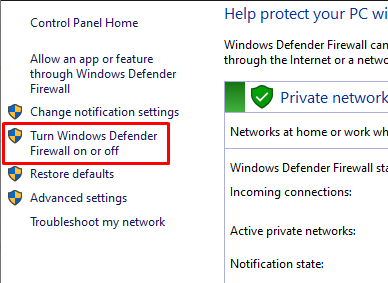 Control Panel Home
Allow an app or feature
through Windows Defender
Firewall
Change notification settings
Turn Windows Defender
Firewall on or off
Restore defaults
Advanced settings
Troubleshoot my network
Help protect your PC wi
Windows Defender Firewall can
through the Internet or a netwo
Private network
Networks at home or work wh
Windows Defender Firewall sta
Incoming connections:
Active private networks:
Notification state: